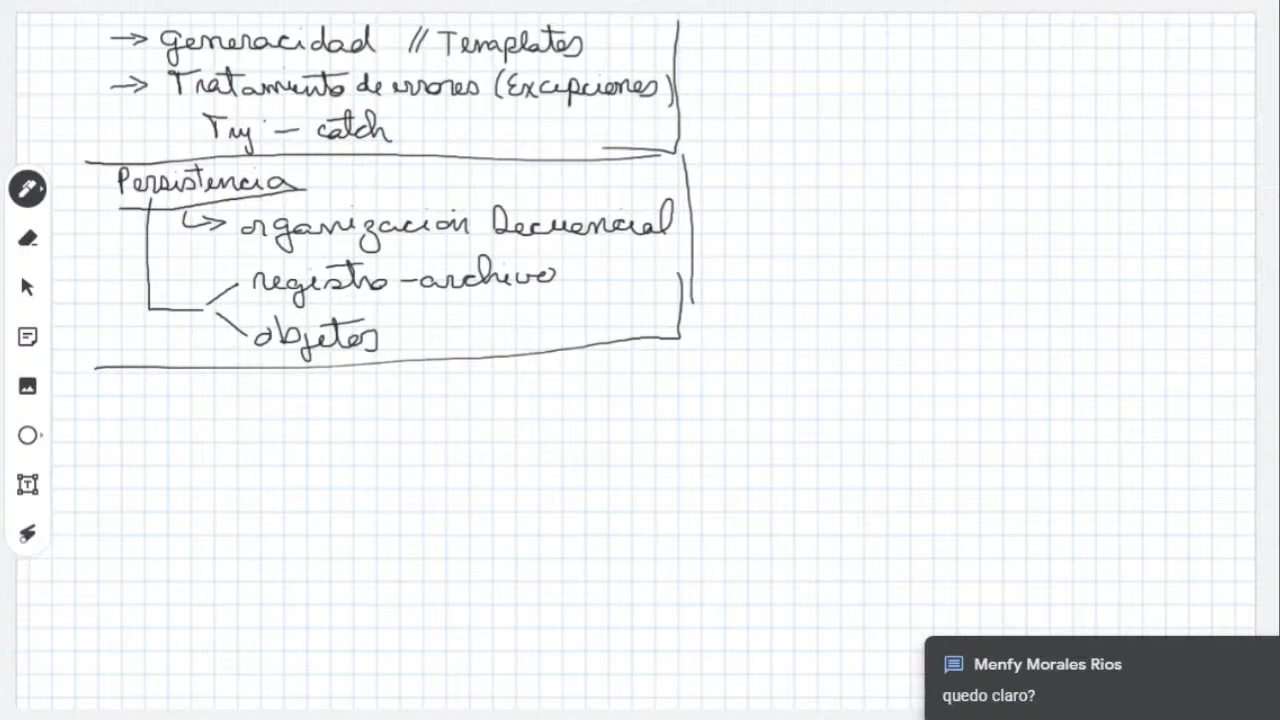 → Generacidad // Templates
→ Tratamiento de errores (Excepciones)
Try - catch
Persistencia
↳ organización Secuencial
registro - archivo
objetos
Menfy Morales Rios
quedo claro?